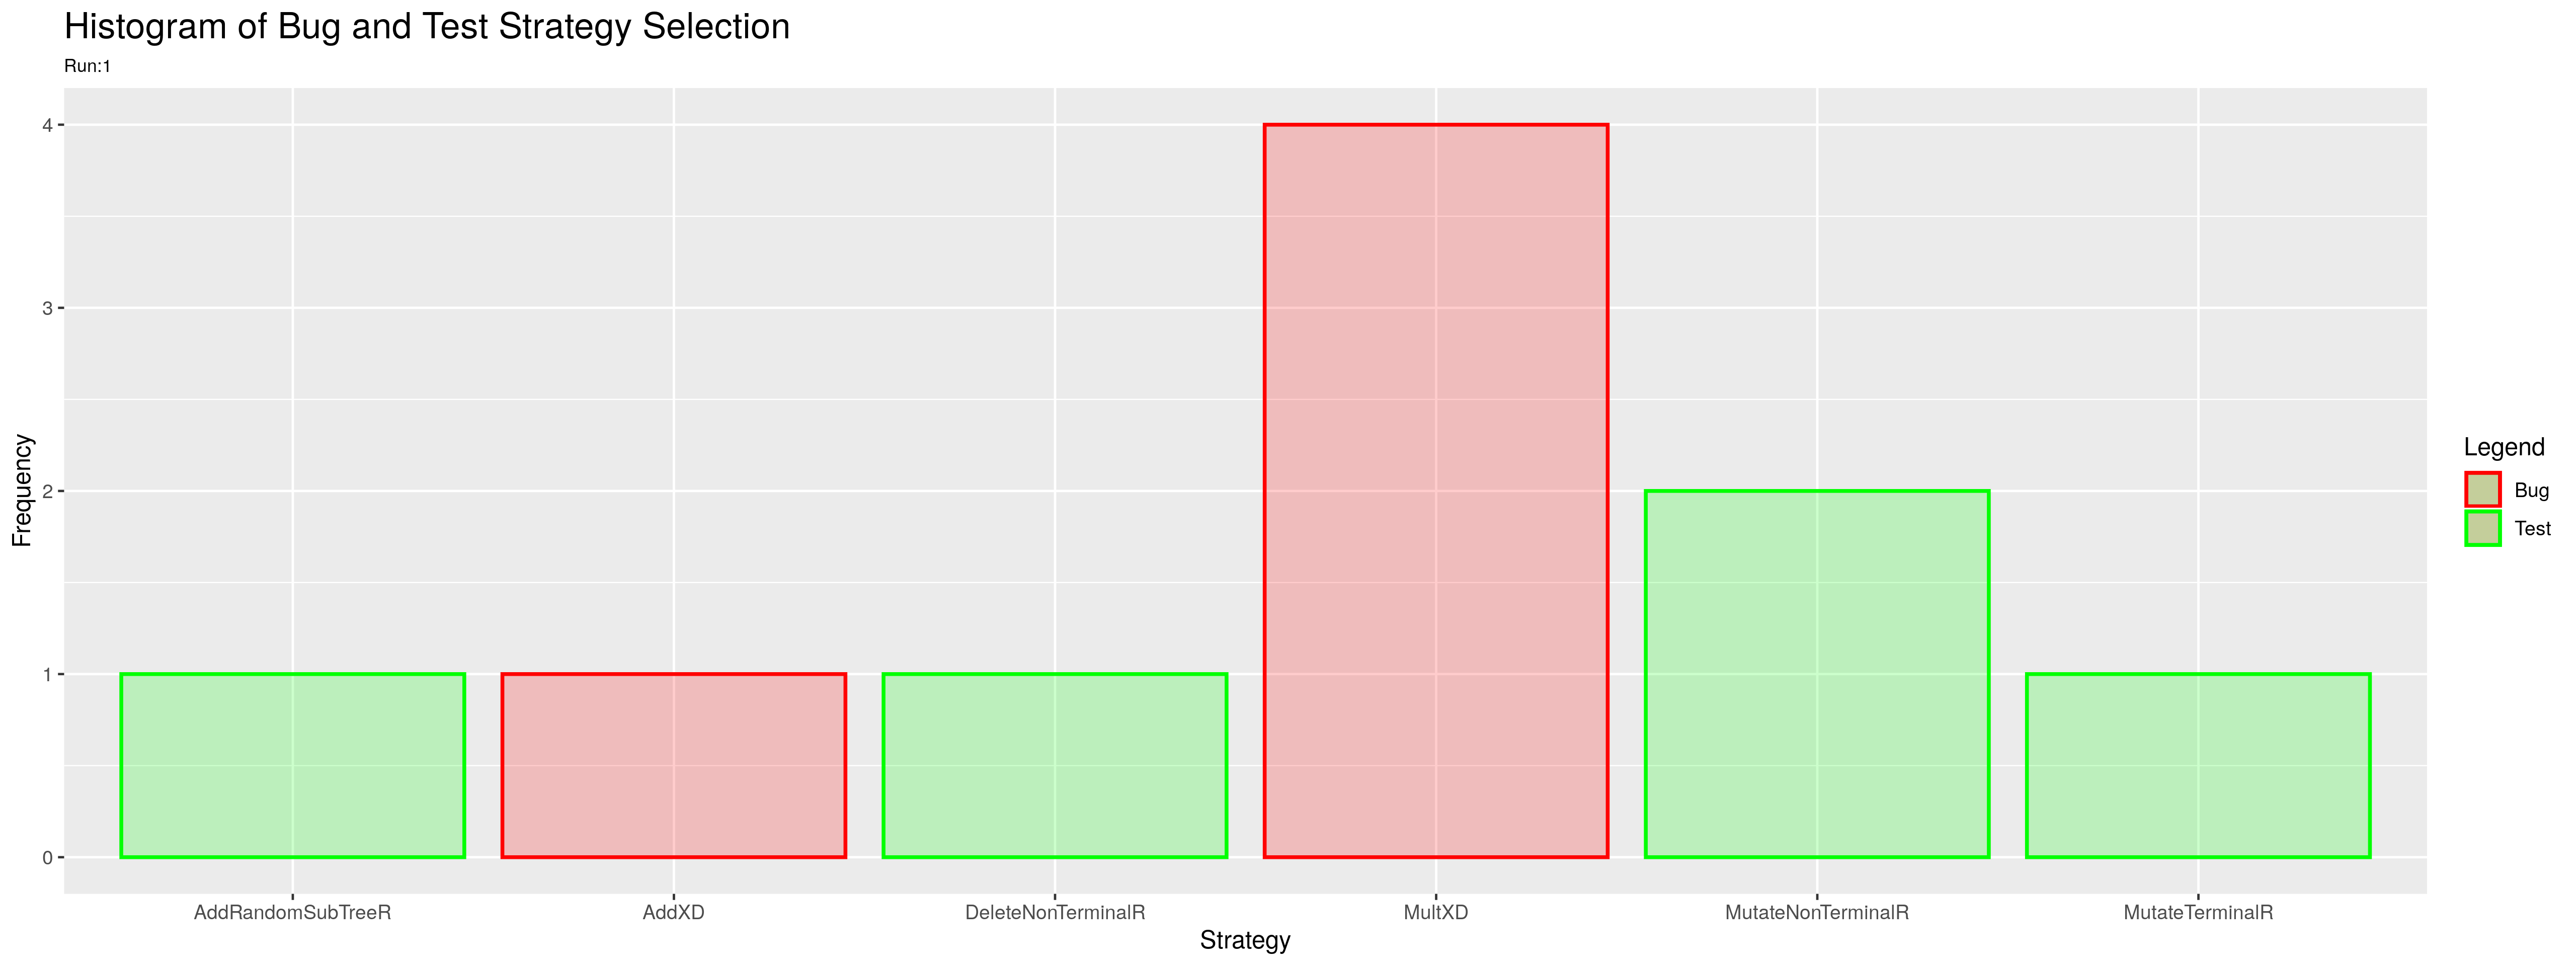 Histogram of Bug and Test Strategy Selection
Run:1
4
3
2
1
0
Frequency
AddRandomSubTreeR AddXD DeleteNonTerminalR MultXD MutateNonTerminalR MutateTerminalR
Strategy
Legend
Bug
Test